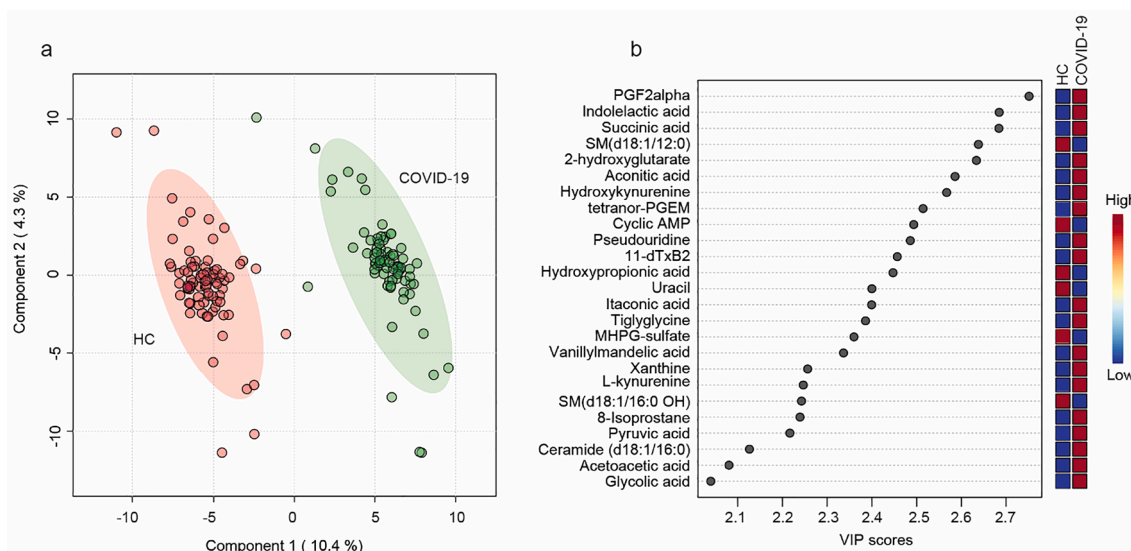 a
Component 2 ( 4.3 %)
10
5
0
-5
-10
COVID-19
HC
-10
-5
0
5
10
Component 1 ( 10.4 %)
b
HC
COVID-19
PGF2alpha
Indolelactic acid
Succinic acid
SM(d18:1/12:0)
2-hydroxyglutarate
Aconitic acid
Hydroxykynurenine
tetranor-PGEM
Cyclic AMP
Pseudouridine
11-dTxB2
Hydroxypropionic acid
Uracil
Itaconic acid
Tiglyglycine
MHPG-sulfate
Vanillylmandelic acid
Xanthine
L-kynurenine
SM(d18:1/16:0 OH)
8-Isoprostane
Pyruvic acid
Ceramide (d18:1/16:0)
Acetoacetic acid
Glycolic acid
2.1
2.2
2.3
2.4
2.5
2.6
2.7
VIP scores
High
Low